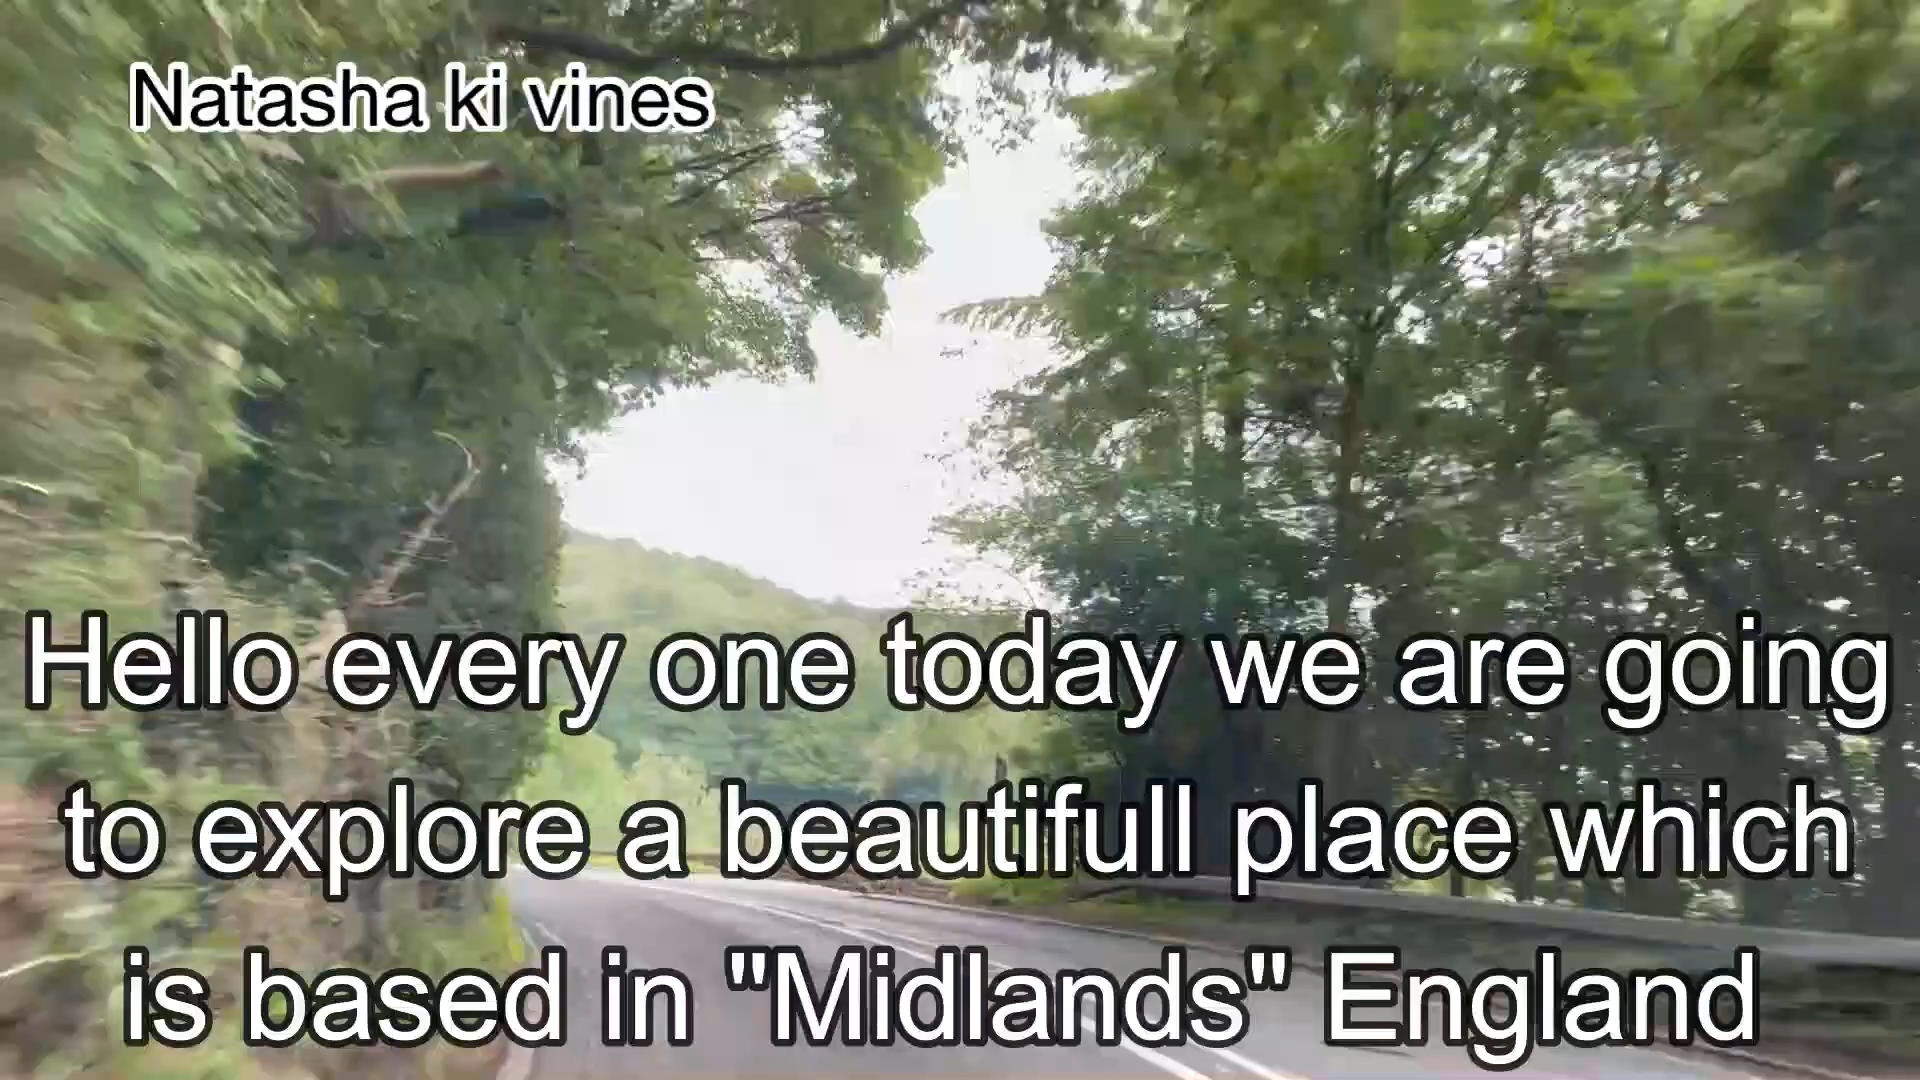 Natasha ki vines
Hello every one today we are going
to explore a beautifull place which
is based in "Midlands" England